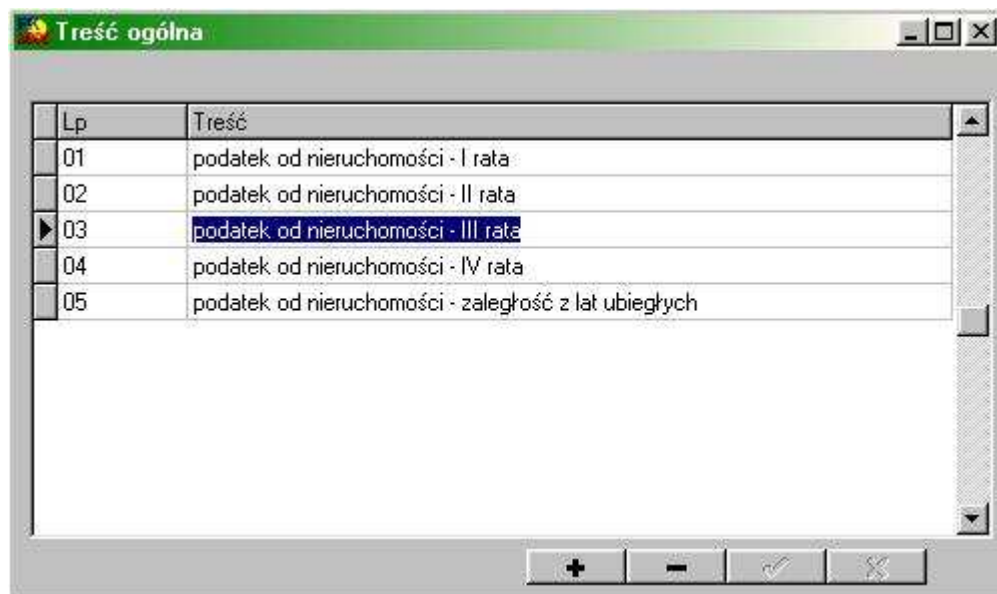 Treść ogólna
Lp Treść
01 podatek od nieruchomości - I rata
02 podatek od nieruchomości - II rata
03 podatek od nieruchomości - III rata
04 podatek od nieruchomości - IV rata
05 podatek od nieruchomości - zaległość z lat ubiegłych